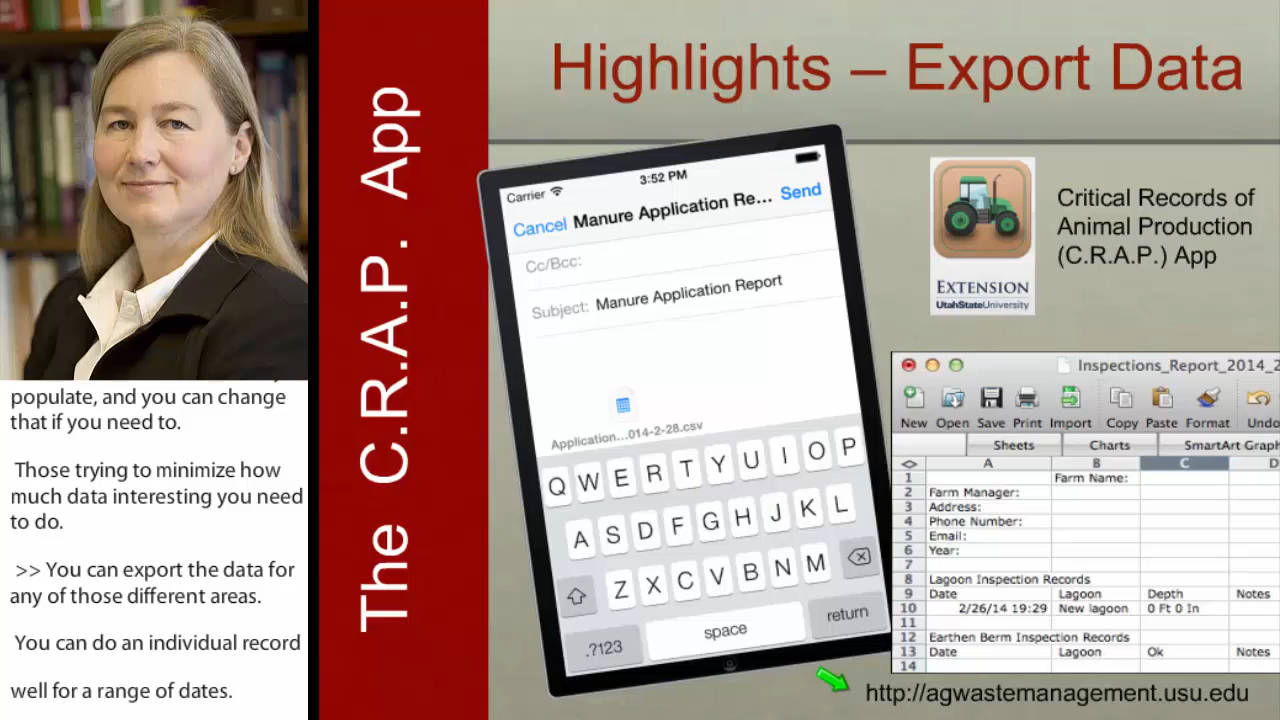 populate, and you can change
that if you need to.
Those trying to minimize how
much data interesting you need
to do.
>> You can export the data for
any of those different areas.
You can do an individual record
well for a range of dates.
The C.R.A.P. App
Highlights – Export Data
Carrier 3:52 PM
Cancel Manure Application Re... Send
Cc/Bcc:
Subject: Manure Application Report
Application...014-2-28.csv
Q W E R T Y U I O P
A S D F G H J K L
Z X C V B N M
.?123 space return
EXTENSION
UtahStateUniversity
Critical Records of
Animal Production
(C.R.A.P.) App
Inspections_Report_2014_2
New Open Save Print Import Copy Paste Format Undo
Sheets Charts SmartArt Grap
A B C D
1 Farm Name:
2 Farm Manager:
3 Address:
4 Phone Number:
5 Email:
6 Year:
7
8 Lagoon Inspection Records
9 Date Lagoon Depth Notes
10 2/26/14 19:29 New lagoon 0 Ft 0 In
11
12 Earthen Berm Inspection Records
13 Date Lagoon Ok Notes
14
http://agwastemanagement.usu.edu